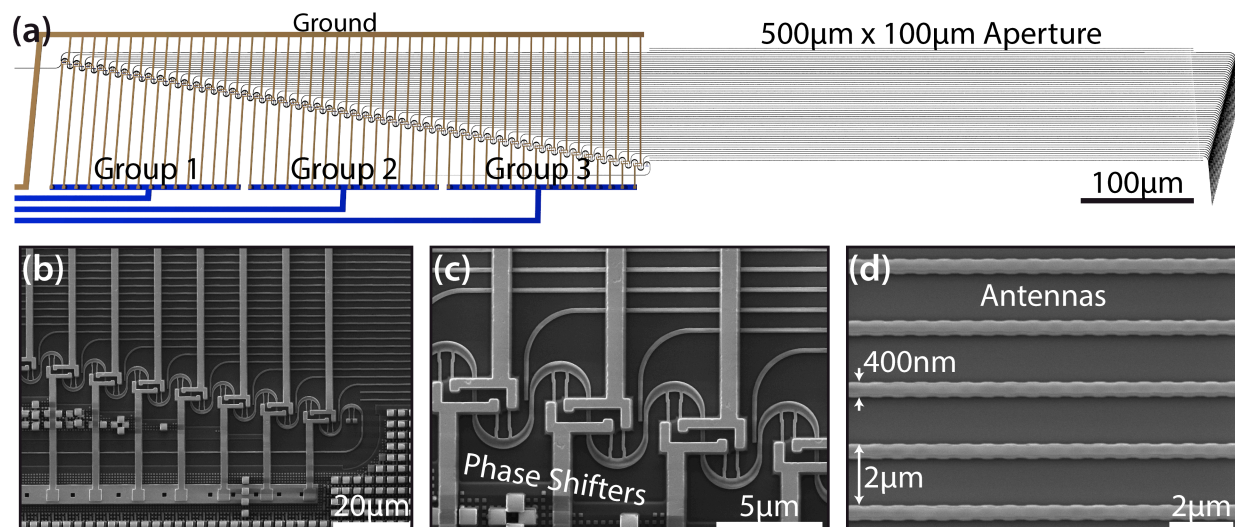 (a)
Ground
500µm x 100µm Aperture
Group 1
Group 2
Group 3
100µm
(b)
20µm
(c)
Phase Shifters
5µm
(d)
Antennas
400nm
2µm
2µm